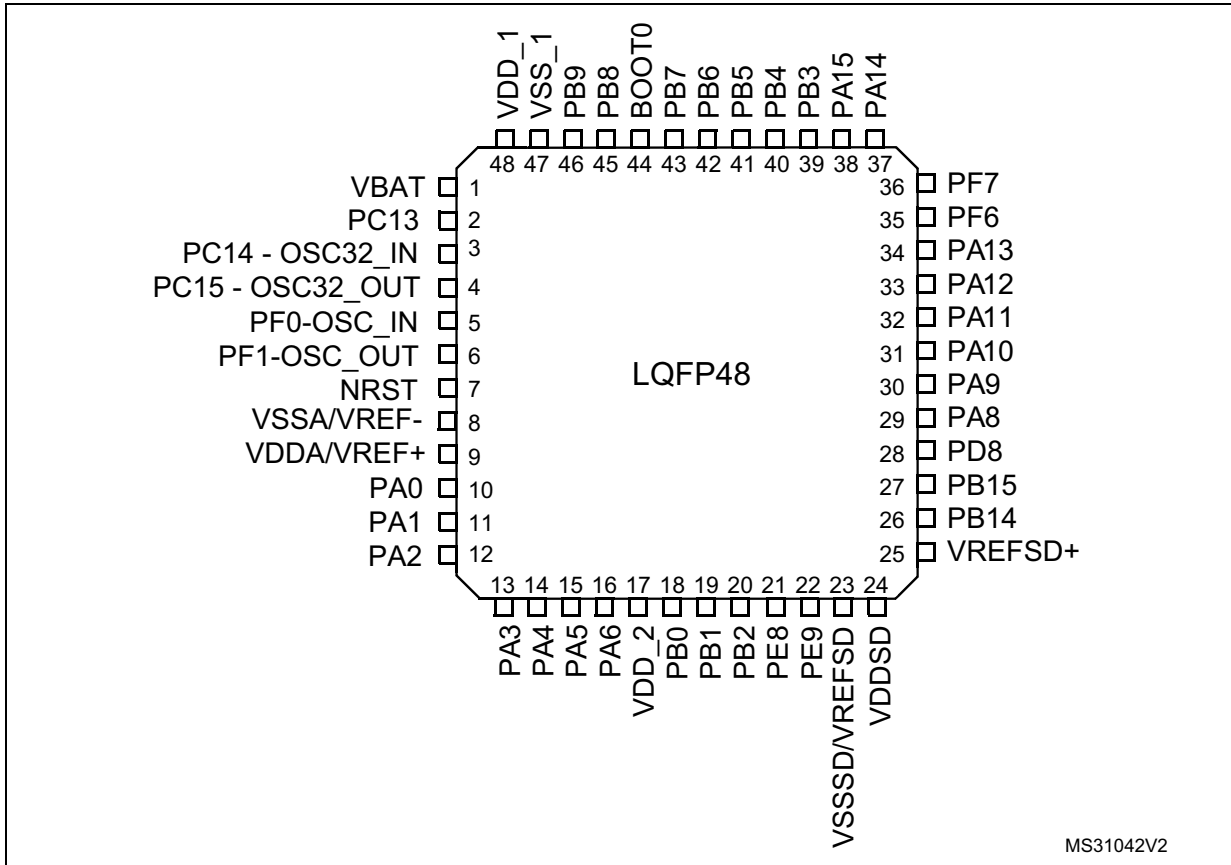 VDD_1
VSS_1
PB9
PB8
BOOT0
PB7
PB6
PB5
PB4
PB3
PA15
PA14
48 47 46 45 44 43 42 41 40 39 38 37
VBAT 1
PC13 2
PC14 - OSC32_IN 3
PC15 - OSC32_OUT 4
PF0-OSC_IN 5
PF1-OSC_OUT 6
NRST 7
VSSA/VREF- 8
VDDA/VREF+ 9
PA0 10
PA1 11
PA2 12
LQFP48
36 PF7
35 PF6
34 PA13
33 PA12
32 PA11
31 PA10
30 PA9
29 PA8
28 PD8
27 PB15
26 PB14
25 VREFSD+
13 14 15 16 17 18 19 20 21 22 23 24
PA3
PA4
PA5
PA6
VDD_2
PB0
PB1
PB2
PE8
PE9
VSSSD/VREFSD
VDDSD
MS31042V2